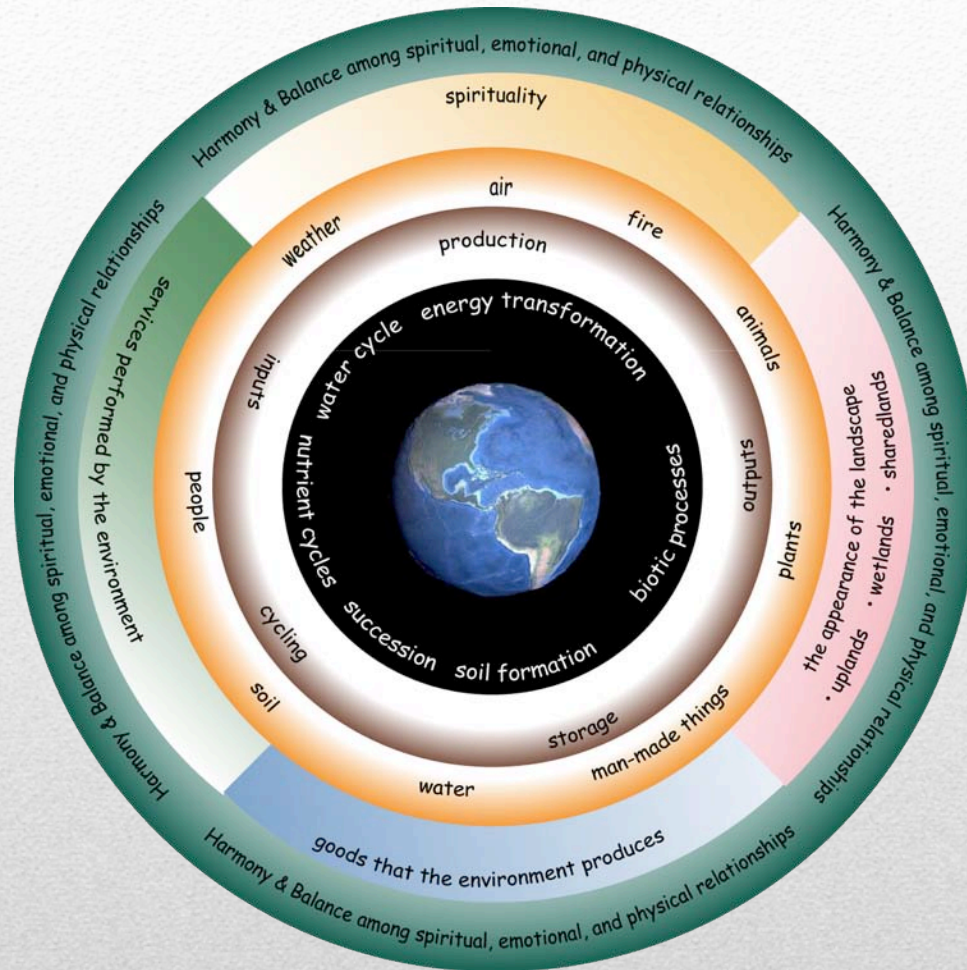 Harmony & Balance among spiritual, emotional, and physical relationships
Harmony & Balance among spiritual, emotional, and physical relationships
Harmony & Balance among spiritual, emotional, and physical relationships
Harmony & Balance among spiritual, emotional, and physical relationships
spirituality
the appearance of the landscape
• uplands • wetlands • sharedlands
goods that the environment produces
services performed by the environment
air
fire
animals
plants
man-made things
water
soil
people
weather
production
outputs
storage
cycling
inputs
energy transformation
biotic processes
soil formation
succession
nutrient cycles
water cycle